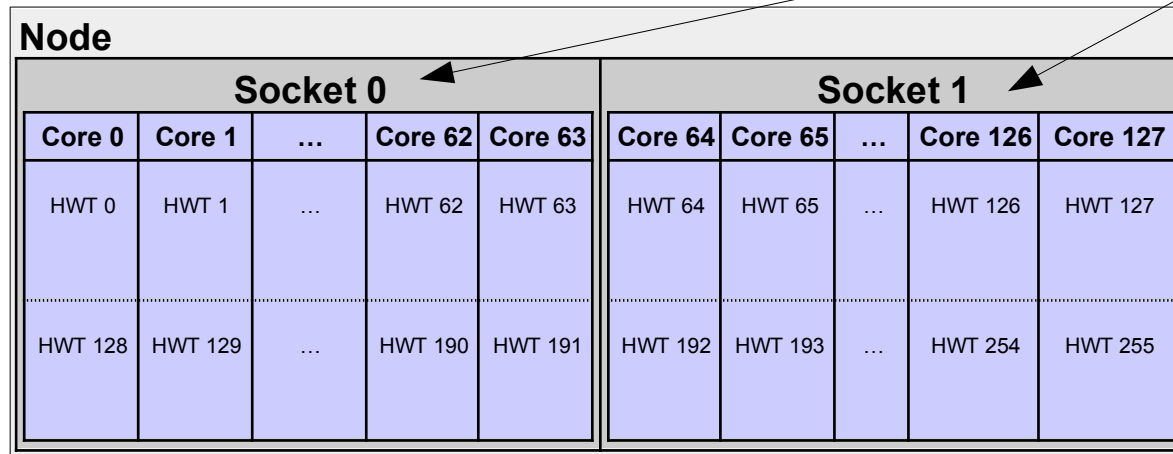 Node
Socket 0 Socket 1
Core 0 Core 1 … Core 62 Core 63 Core 64 Core 65 … Core 126 Core 127
HWT 0 HWT 1 … HWT 62 HWT 63 HWT 64 HWT 65 … HWT 126 HWT 127
HWT 128 HWT 129 … HWT 190 HWT 191 HWT 192 HWT 193 … HWT 254 HWT 255